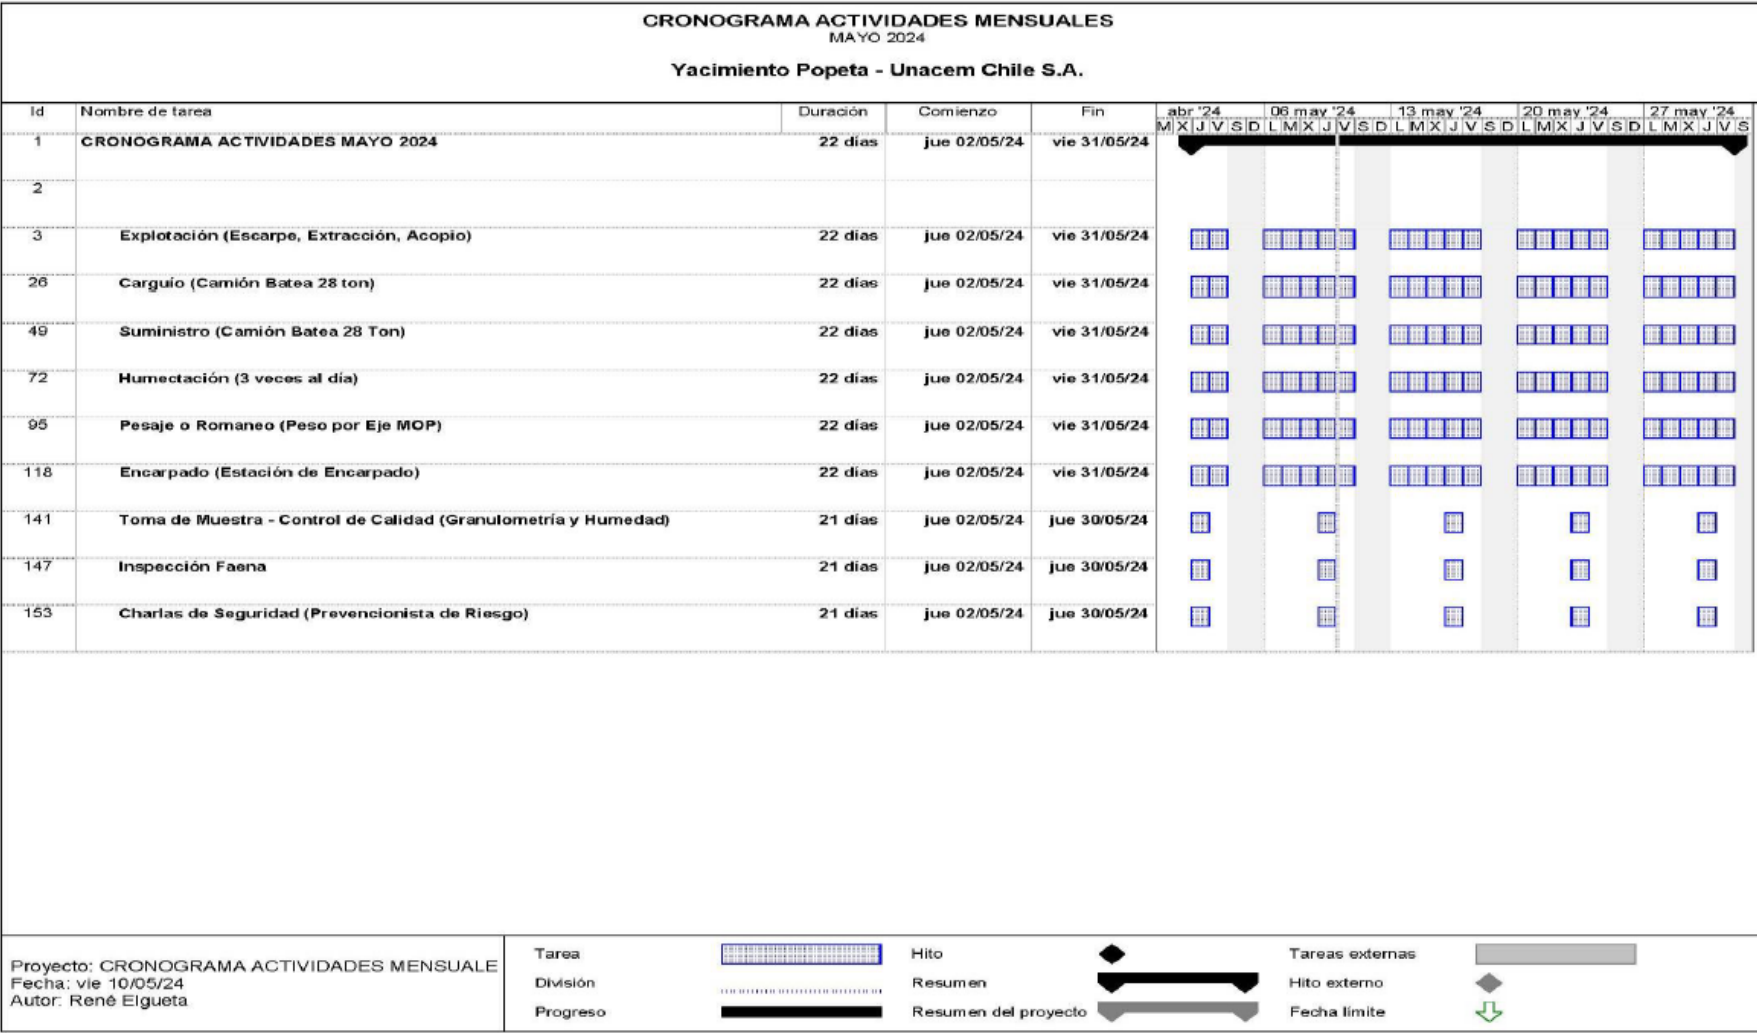 CRONOGRAMA ACTIVIDADES MENSUALES
MAYO 2024
Yacimiento Popeta - Unacem Chile S.A.
Id Nombre de tarea Duración Comienzo Fin abr '24 06 may '24 13 may '24 20 may '24 27 may '24
M X J V S D L M X J V S D L M X J V S D L M X J V S D L M X J V S
1 CRONOGRAMA ACTIVIDADES MAYO 2024 22 días jue 02/05/24 vie 31/05/24
2
3 Explotación (Escarpe, Extracción, Acopio) 22 días jue 02/05/24 vie 31/05/24
26 Carguío (Camión Batea 28 ton) 22 días jue 02/05/24 vie 31/05/24
49 Suministro (Camión Batea 28 Ton) 22 días jue 02/05/24 vie 31/05/24
72 Humectación (3 veces al día) 22 días jue 02/05/24 vie 31/05/24
95 Pesaje o Romaneo (Peso por Eje MOP) 22 días jue 02/05/24 vie 31/05/24
118 Encarpado (Estación de Encarpado) 22 días jue 02/05/24 vie 31/05/24
141 Toma de Muestra - Control de Calidad (Granulometría y Humedad) 21 días jue 02/05/24 jue 30/05/24
147 Inspección Faena 21 días jue 02/05/24 jue 30/05/24
153 Charlas de Seguridad (Prevencionista de Riesgo) 21 días jue 02/05/24 jue 30/05/24
Proyecto: CRONOGRAMA ACTIVIDADES MENSUALE
Fecha: vie 10/05/24
Autor: René Elgueta
Tarea Hito Tareas externas
División Resumen Hito externo
Progreso Resumen del proyecto Fecha límite